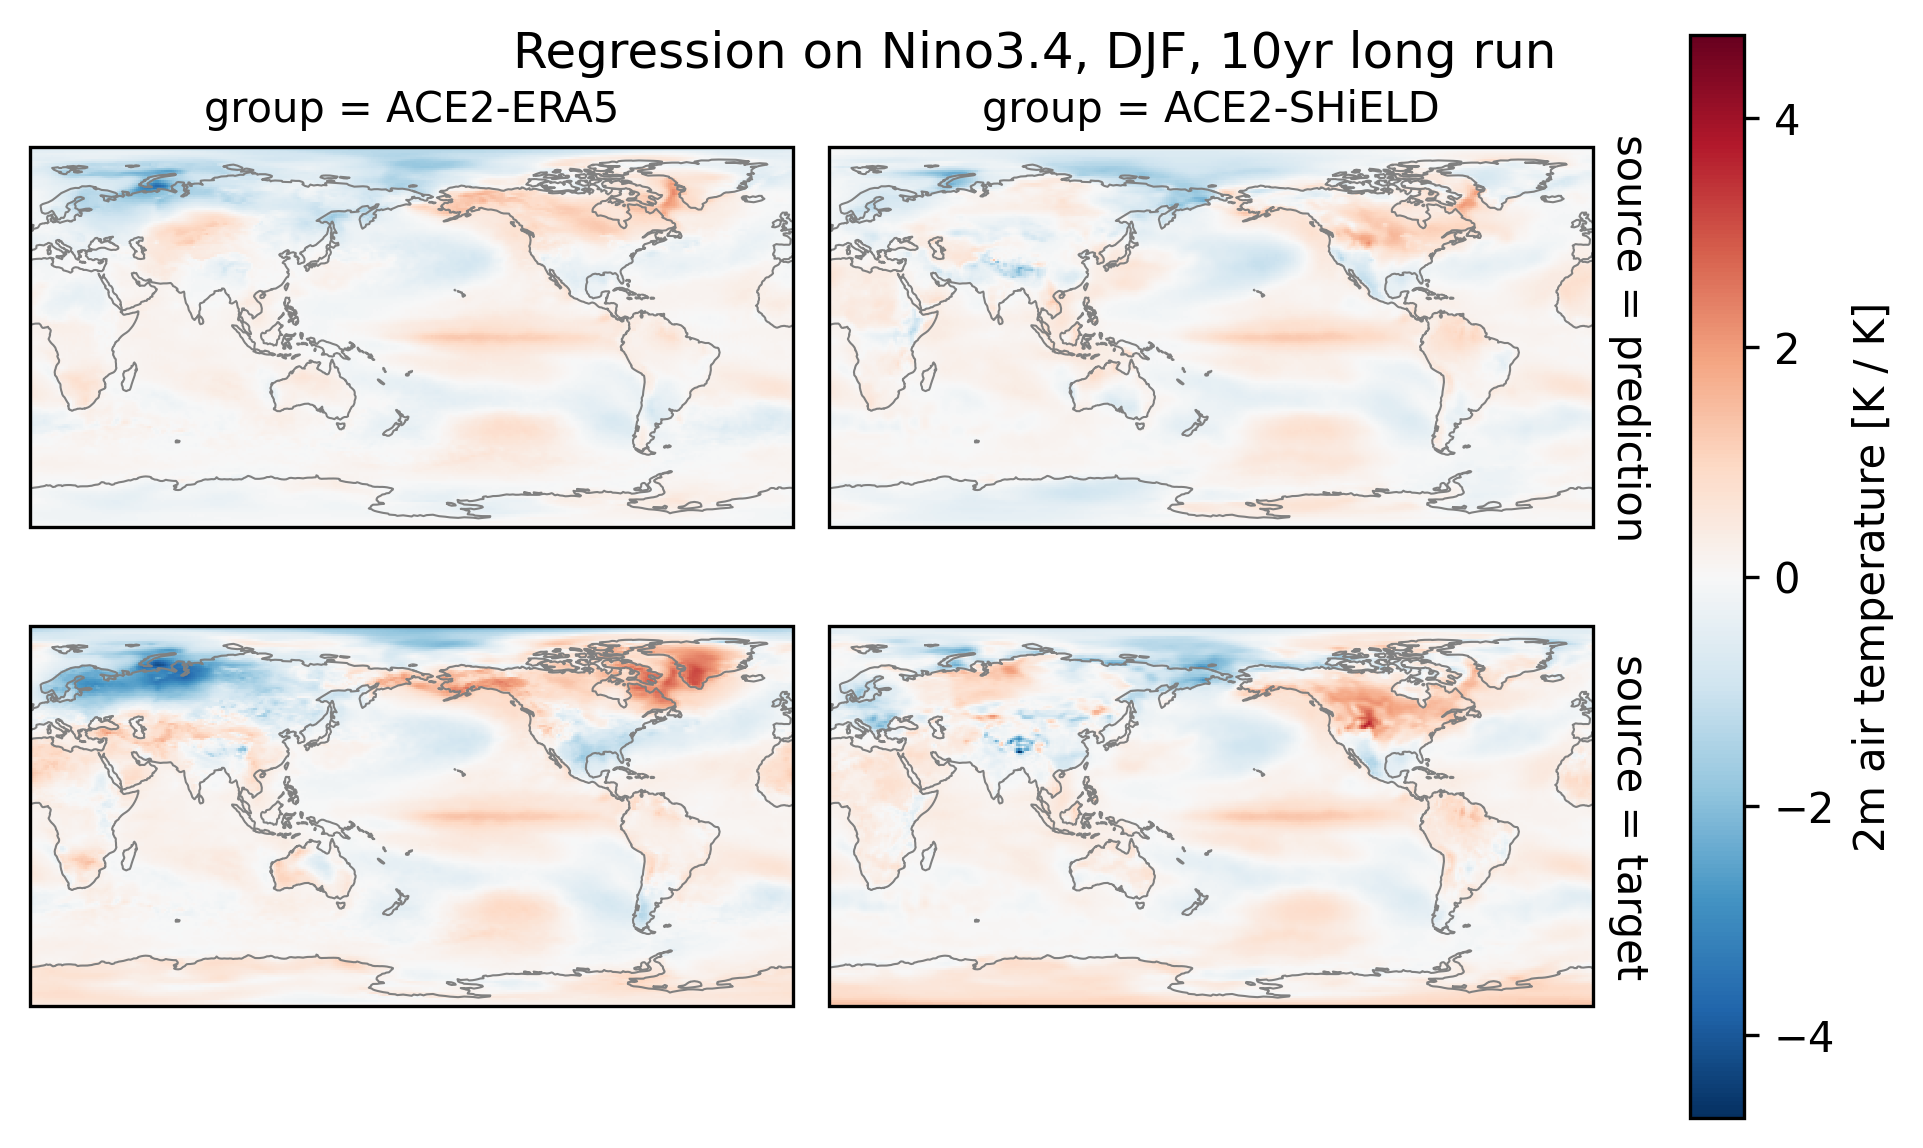 Regression on Nino3.4, DJF, 10yr long run
group = ACE2-ERA5
group = ACE2-SHiELD
source = prediction
source = target
4
2
0
−2
−4
2m air temperature [K / K]